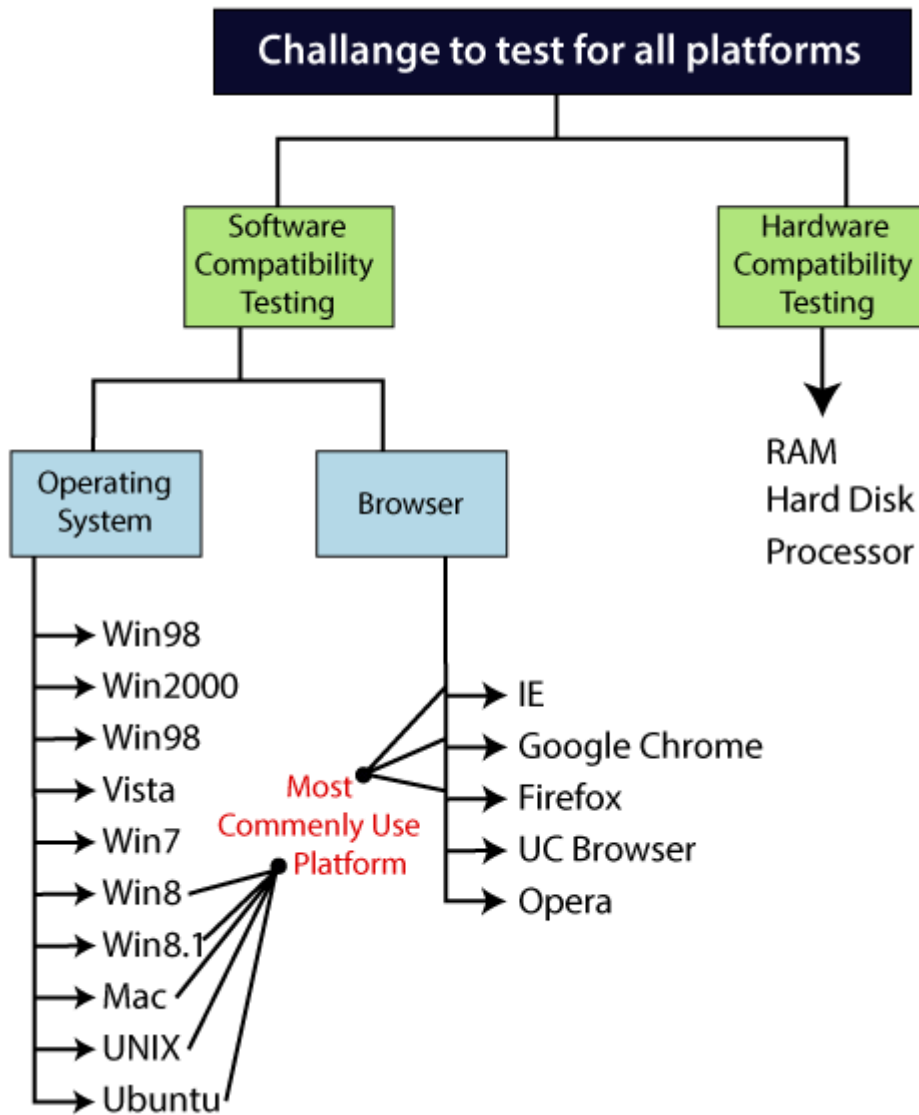 Challange to test for all platforms
Software
Compatibility
Testing
Hardware
Compatibility
Testing
Operating
System
Browser
RAM
Hard Disk
Processor
Win98
Win2000
Win98
Vista
Win7
Win8
Win8.1
Mac
UNIX
Ubuntu
Most
Commenly Use
Platform
IE
Google Chrome
Firefox
UC Browser
Opera